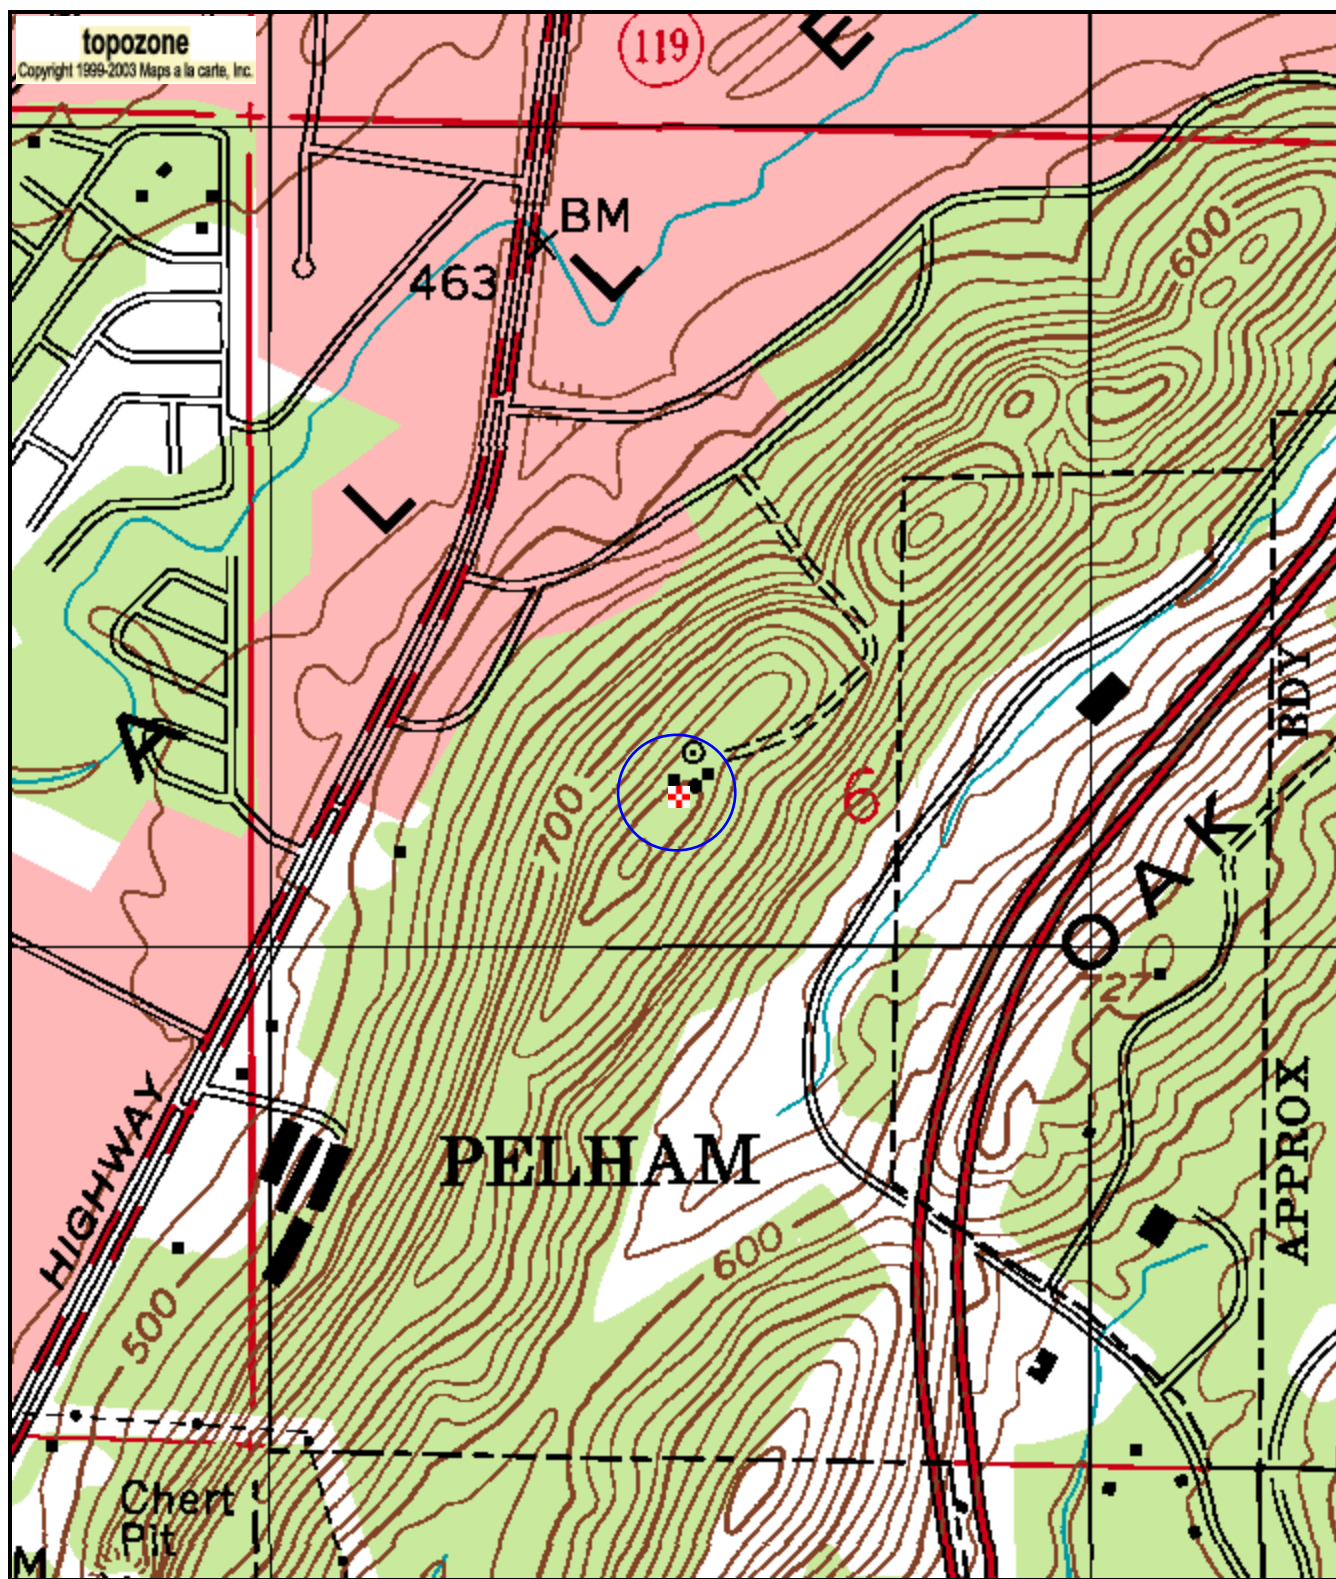 topozone
Copyright 1999-2003 Maps a la carte, Inc.
119
E
BM
463
L
600
L
A
BDY
6
700
K
A
O
727
HIGHWAY
PELHAM
APPROX
600
500
Chert
Pit
M